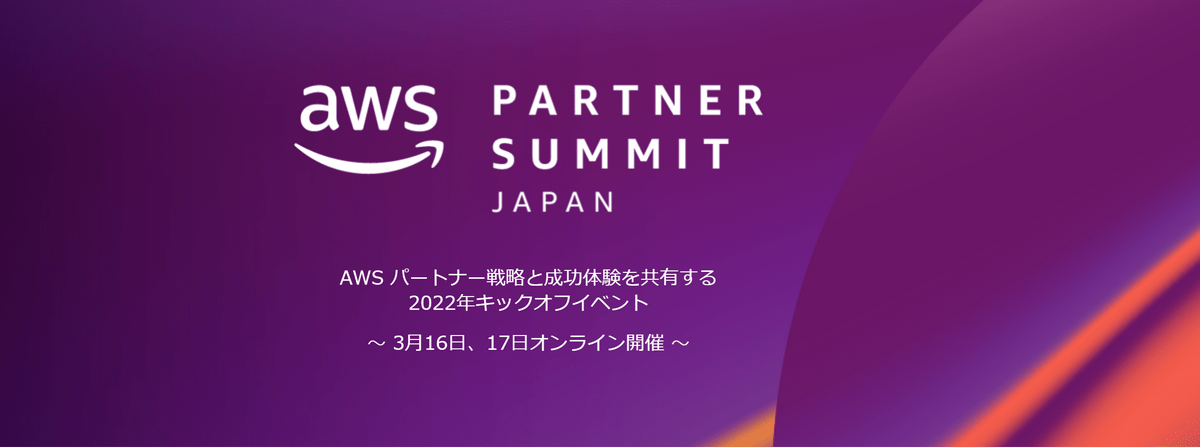 aws
PARTNER
SUMMIT
JAPAN
AWS パートナー戦略と成功体験を共有する
2022年キックオフイベント
～ 3月16日、17日オンライン開催 ～